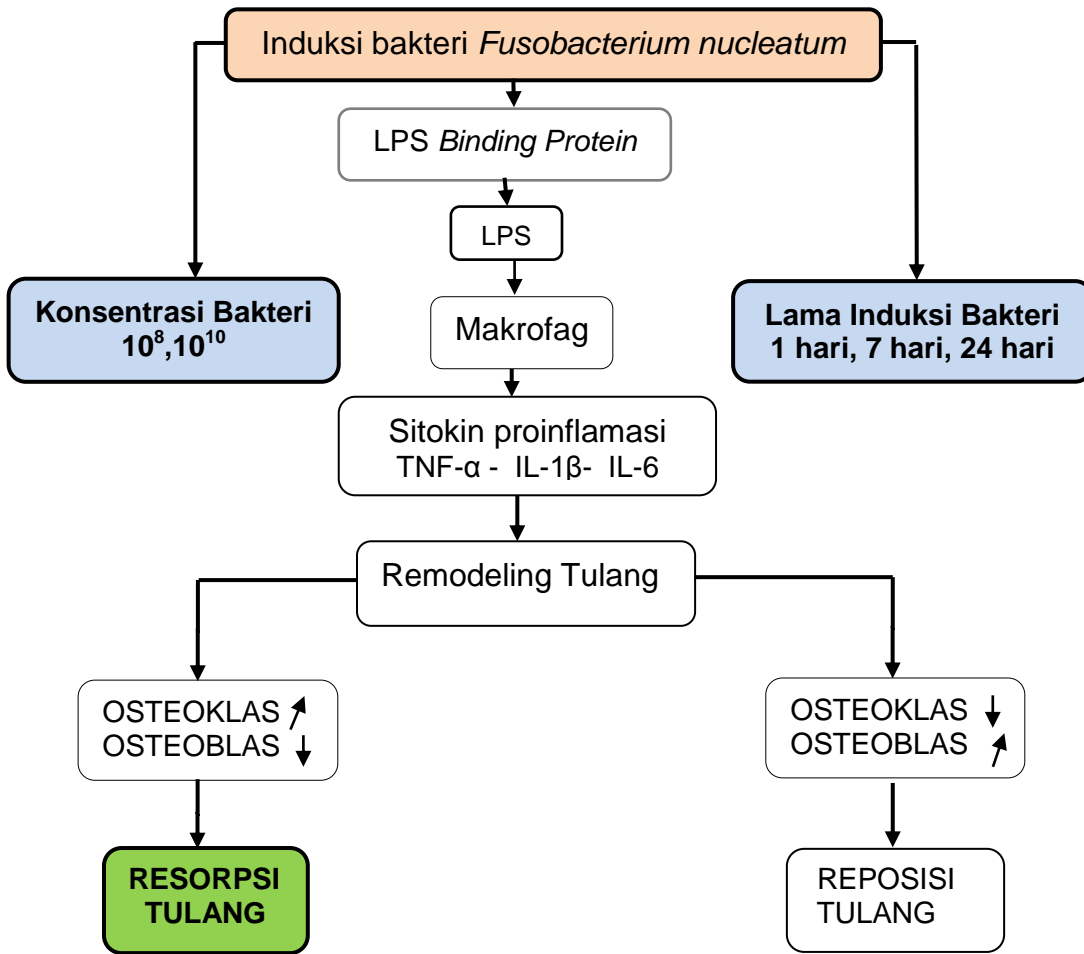 Induksi bakteri Fusobacterium nucleatum
LPS Binding Protein
LPS
Konsentrasi Bakteri
10⁸,10¹⁰
Makrofag
Lama Induksi Bakteri
1 hari, 7 hari, 24 hari
Sitokin proinflamasi
TNF-α - IL-1β- IL-6
Remodeling Tulang
OSTEOKLAS
OSTEOBLAS
OSTEOKLAS
OSTEOBLAS
RESORPSI
TULANG
REPOSISI
TULANG